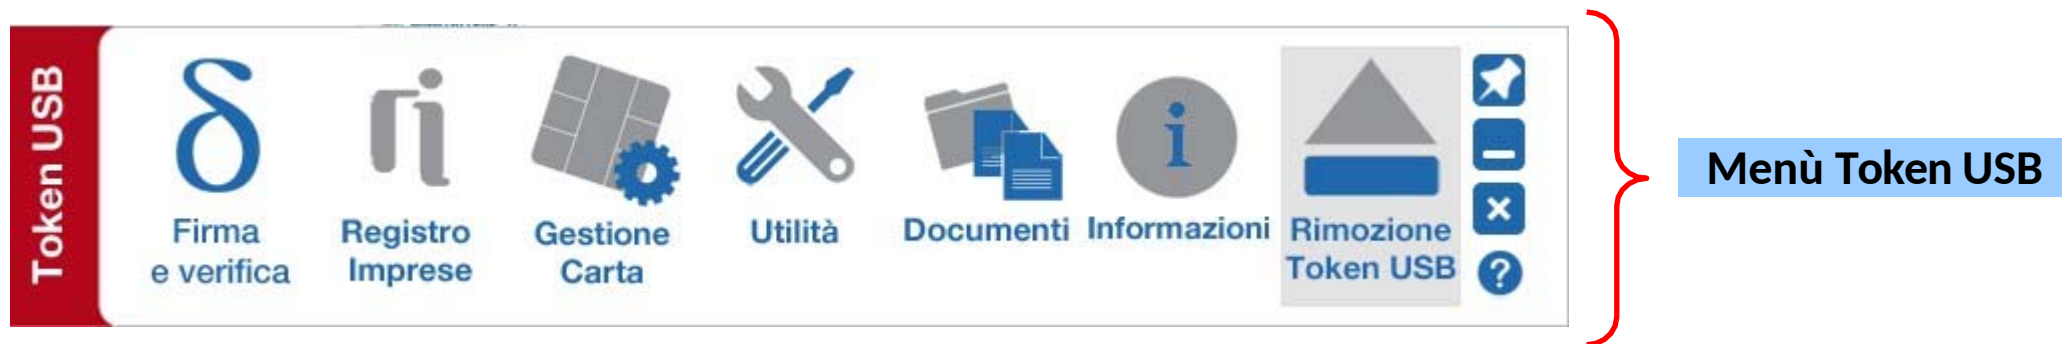 Token USB
Firma
e verifica
Registro
Imprese
Gestione
Carta
Utilità
Documenti
Informazioni
Rimozione
Token USB
Menù Token USB